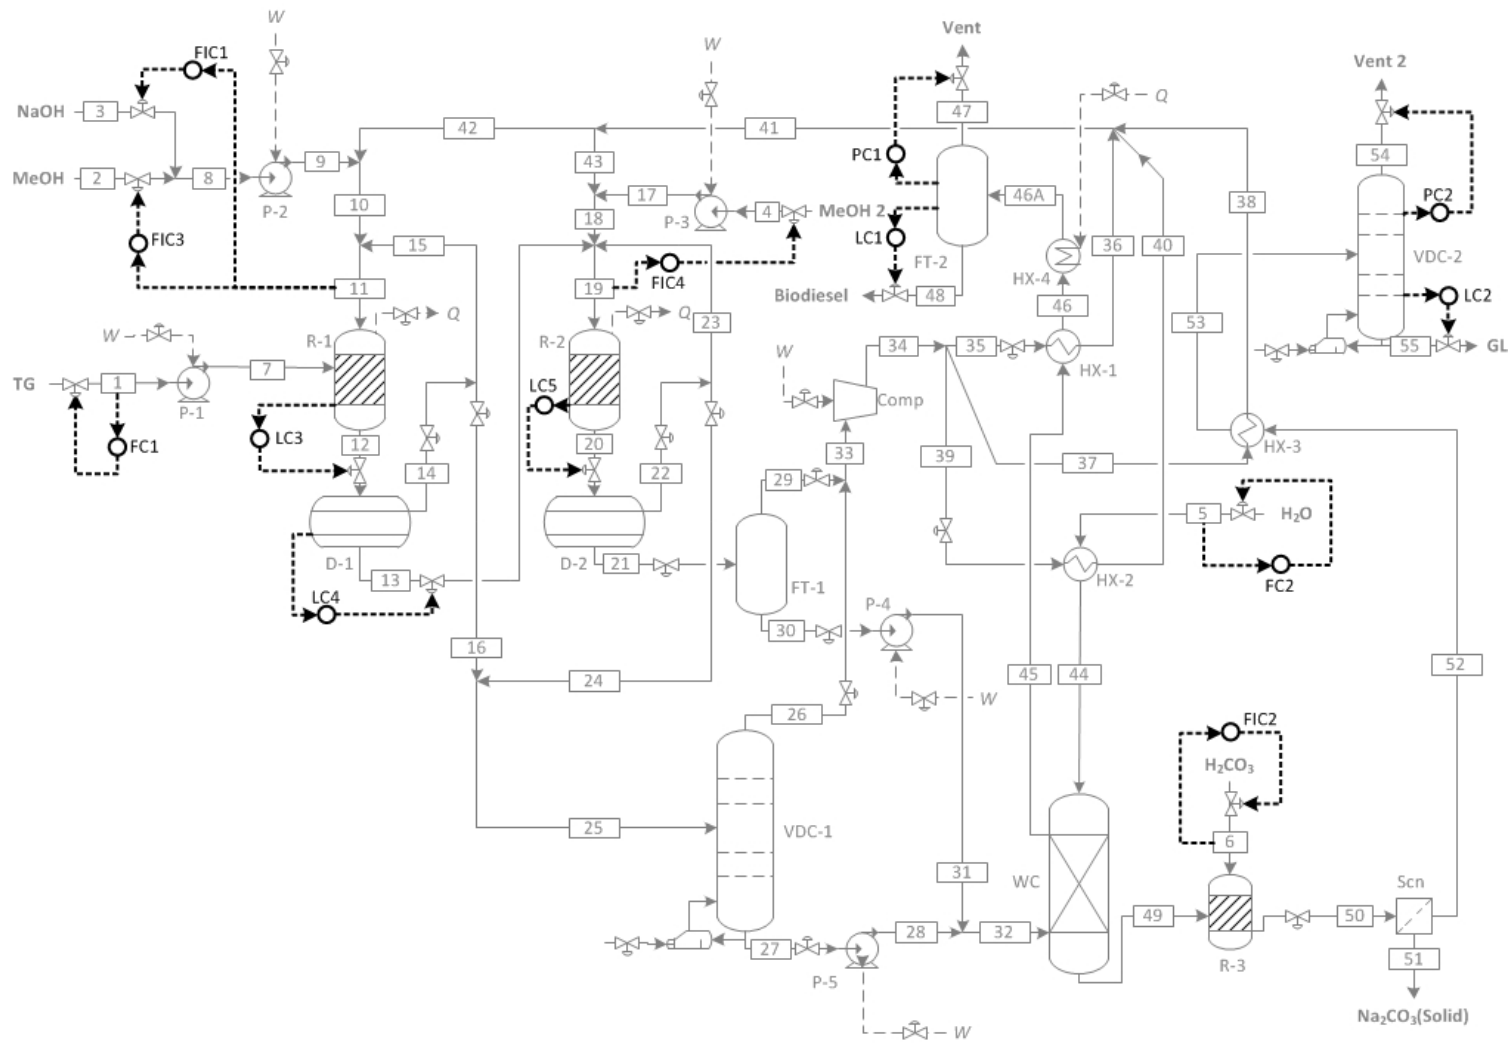 W
FIC1
NaOH
3
MeOH
2
8
P-2
9
42
10
15
FIC3
11
R-1
Q
W
TG
1
P-1
7
FC1
LC3
12
14
D-1
13
LC4
16
W
43
17
P-3
4
MeOH 2
18
19
FIC4
23
R-2
Q
LC5
20
22
D-2
21
24
25
41
Vent
47
PC1
LC1
FT-2
Biodiesel
48
46A
HX-4
46
Q
36
40
38
34
35
HX-1
W
Comp
33
39
37
HX-3
29
FT-1
30
P-4
W
31
26
VDC-1
27
P-5
28
32
W
Vent 2
54
PC2
VDC-2
LC2
53
55
GL
5
H₂O
FC2
HX-2
45
44
52
WC
FIC2
H₂CO₃
6
49
R-3
50
Scn
51
Na₂CO₃(Solid)